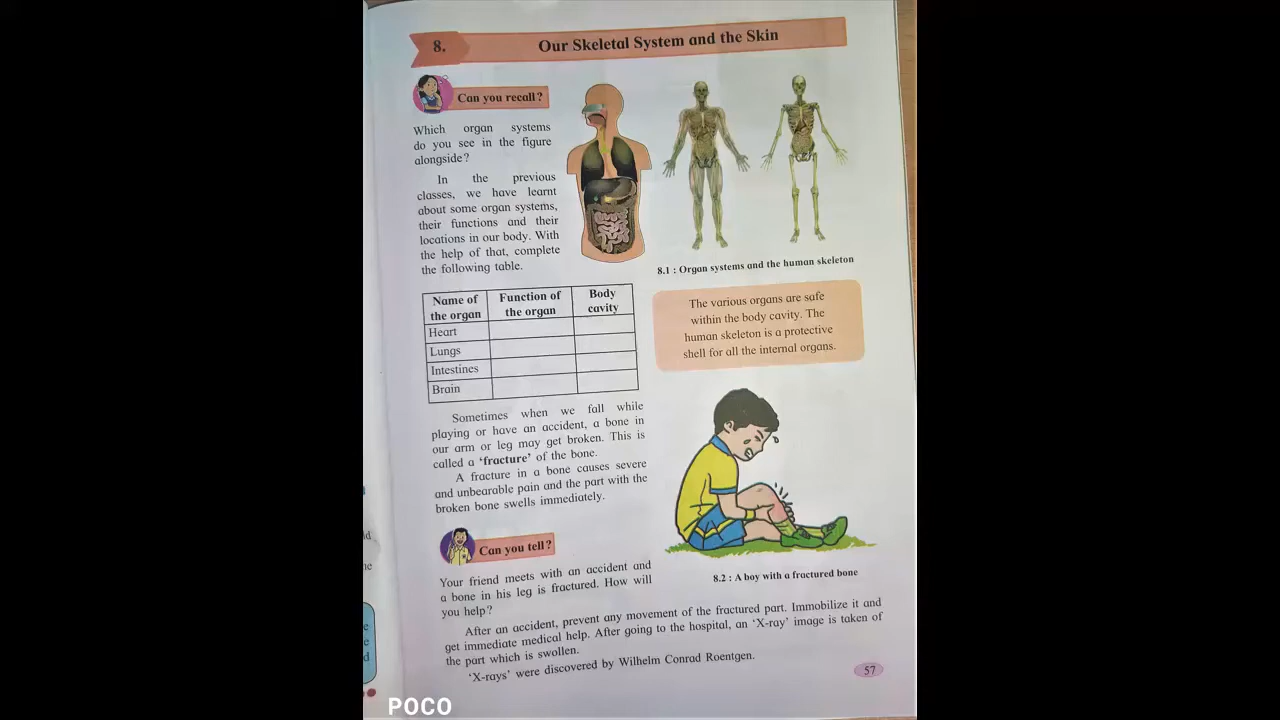 8.
Our Skeletal System and the Skin
Can you recall?
Which organ systems
do you see in the figure
alongside?
In the previous
classes, we have learnt
about some organ systems,
their functions and their
locations in our body. With
the help of that, complete
the following table.
8.1 : Organ systems and the human skeleton
Name of
the organ
Function of
the organ
Body
cavity
Heart
Lungs
Intestines
Brain
The various organs are safe
within the body cavity. The
human skeleton is a protective
shell for all the internal organs.
Sometimes when we fall while
playing or have an accident, a bone in
our arm or leg may get broken. This is
called a ‘fracture’ of the bone.
A fracture in a bone causes severe
and unbearable pain and the part with the
broken bone swells immediately.
Can you tell?
Your friend meets with an accident and
a bone in his leg is fractured. How will
you help?
8.2 : A boy with a fractured bone
After an accident, prevent any movement of the fractured part. Immobilize it and
get immediate medical help. After going to the hospital, an ‘X-ray’ image is taken of
the part which is swollen.
‘X-rays’ were discovered by Wilhelm Conrad Roentgen.
57
POCO